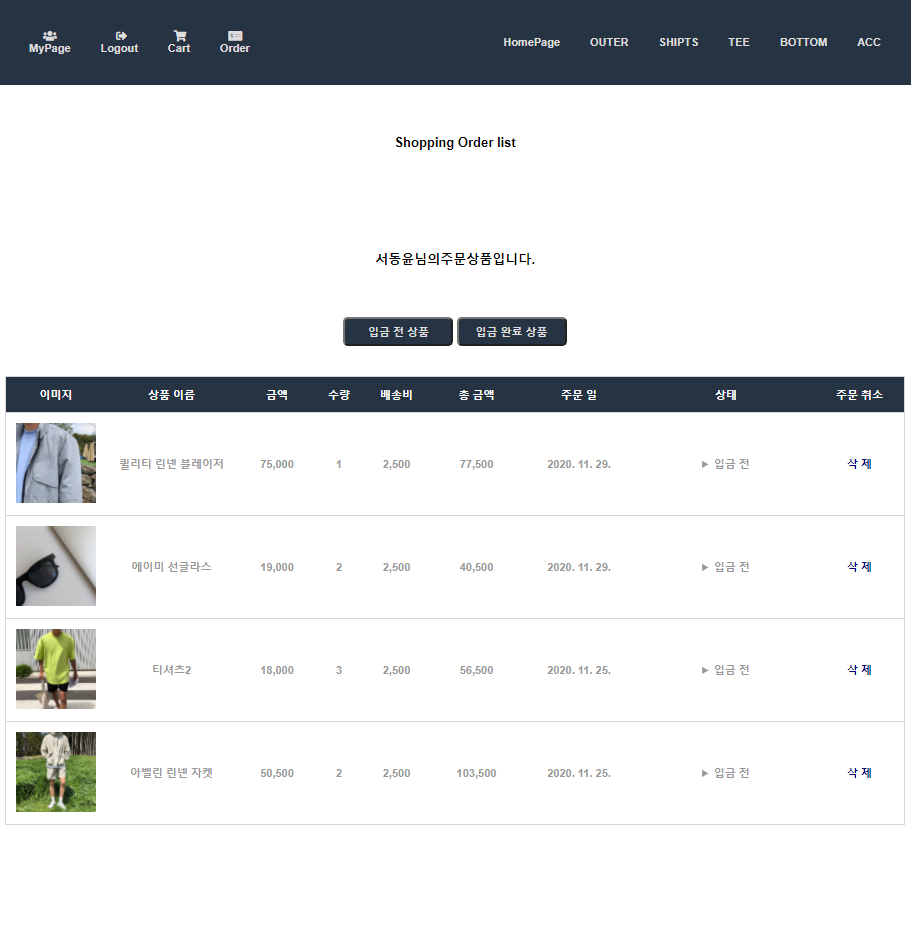 MyPage Logout Cart Order HomePage OUTER SHIPTS TEE BOTTOM ACC
Shopping Order list
서동윤님의주문상품입니다.
입금 전 상품 입금 완료 상품
이미지 상품 이름 금액 수량 배송비 총 금액 주문 일 상태 주문 취소
퀄리티 린넨 블레이저 75,000 1 2,500 77,500 2020. 11. 29. ▶ 입금 전 삭 제
에이미 선글라스 19,000 2 2,500 40,500 2020. 11. 29. ▶ 입금 전 삭 제
티셔츠2 18,000 3 2,500 56,500 2020. 11. 25. ▶ 입금 전 삭 제
아벨린 린넨 자켓 50,500 2 2,500 103,500 2020. 11. 25. ▶ 입금 전 삭 제